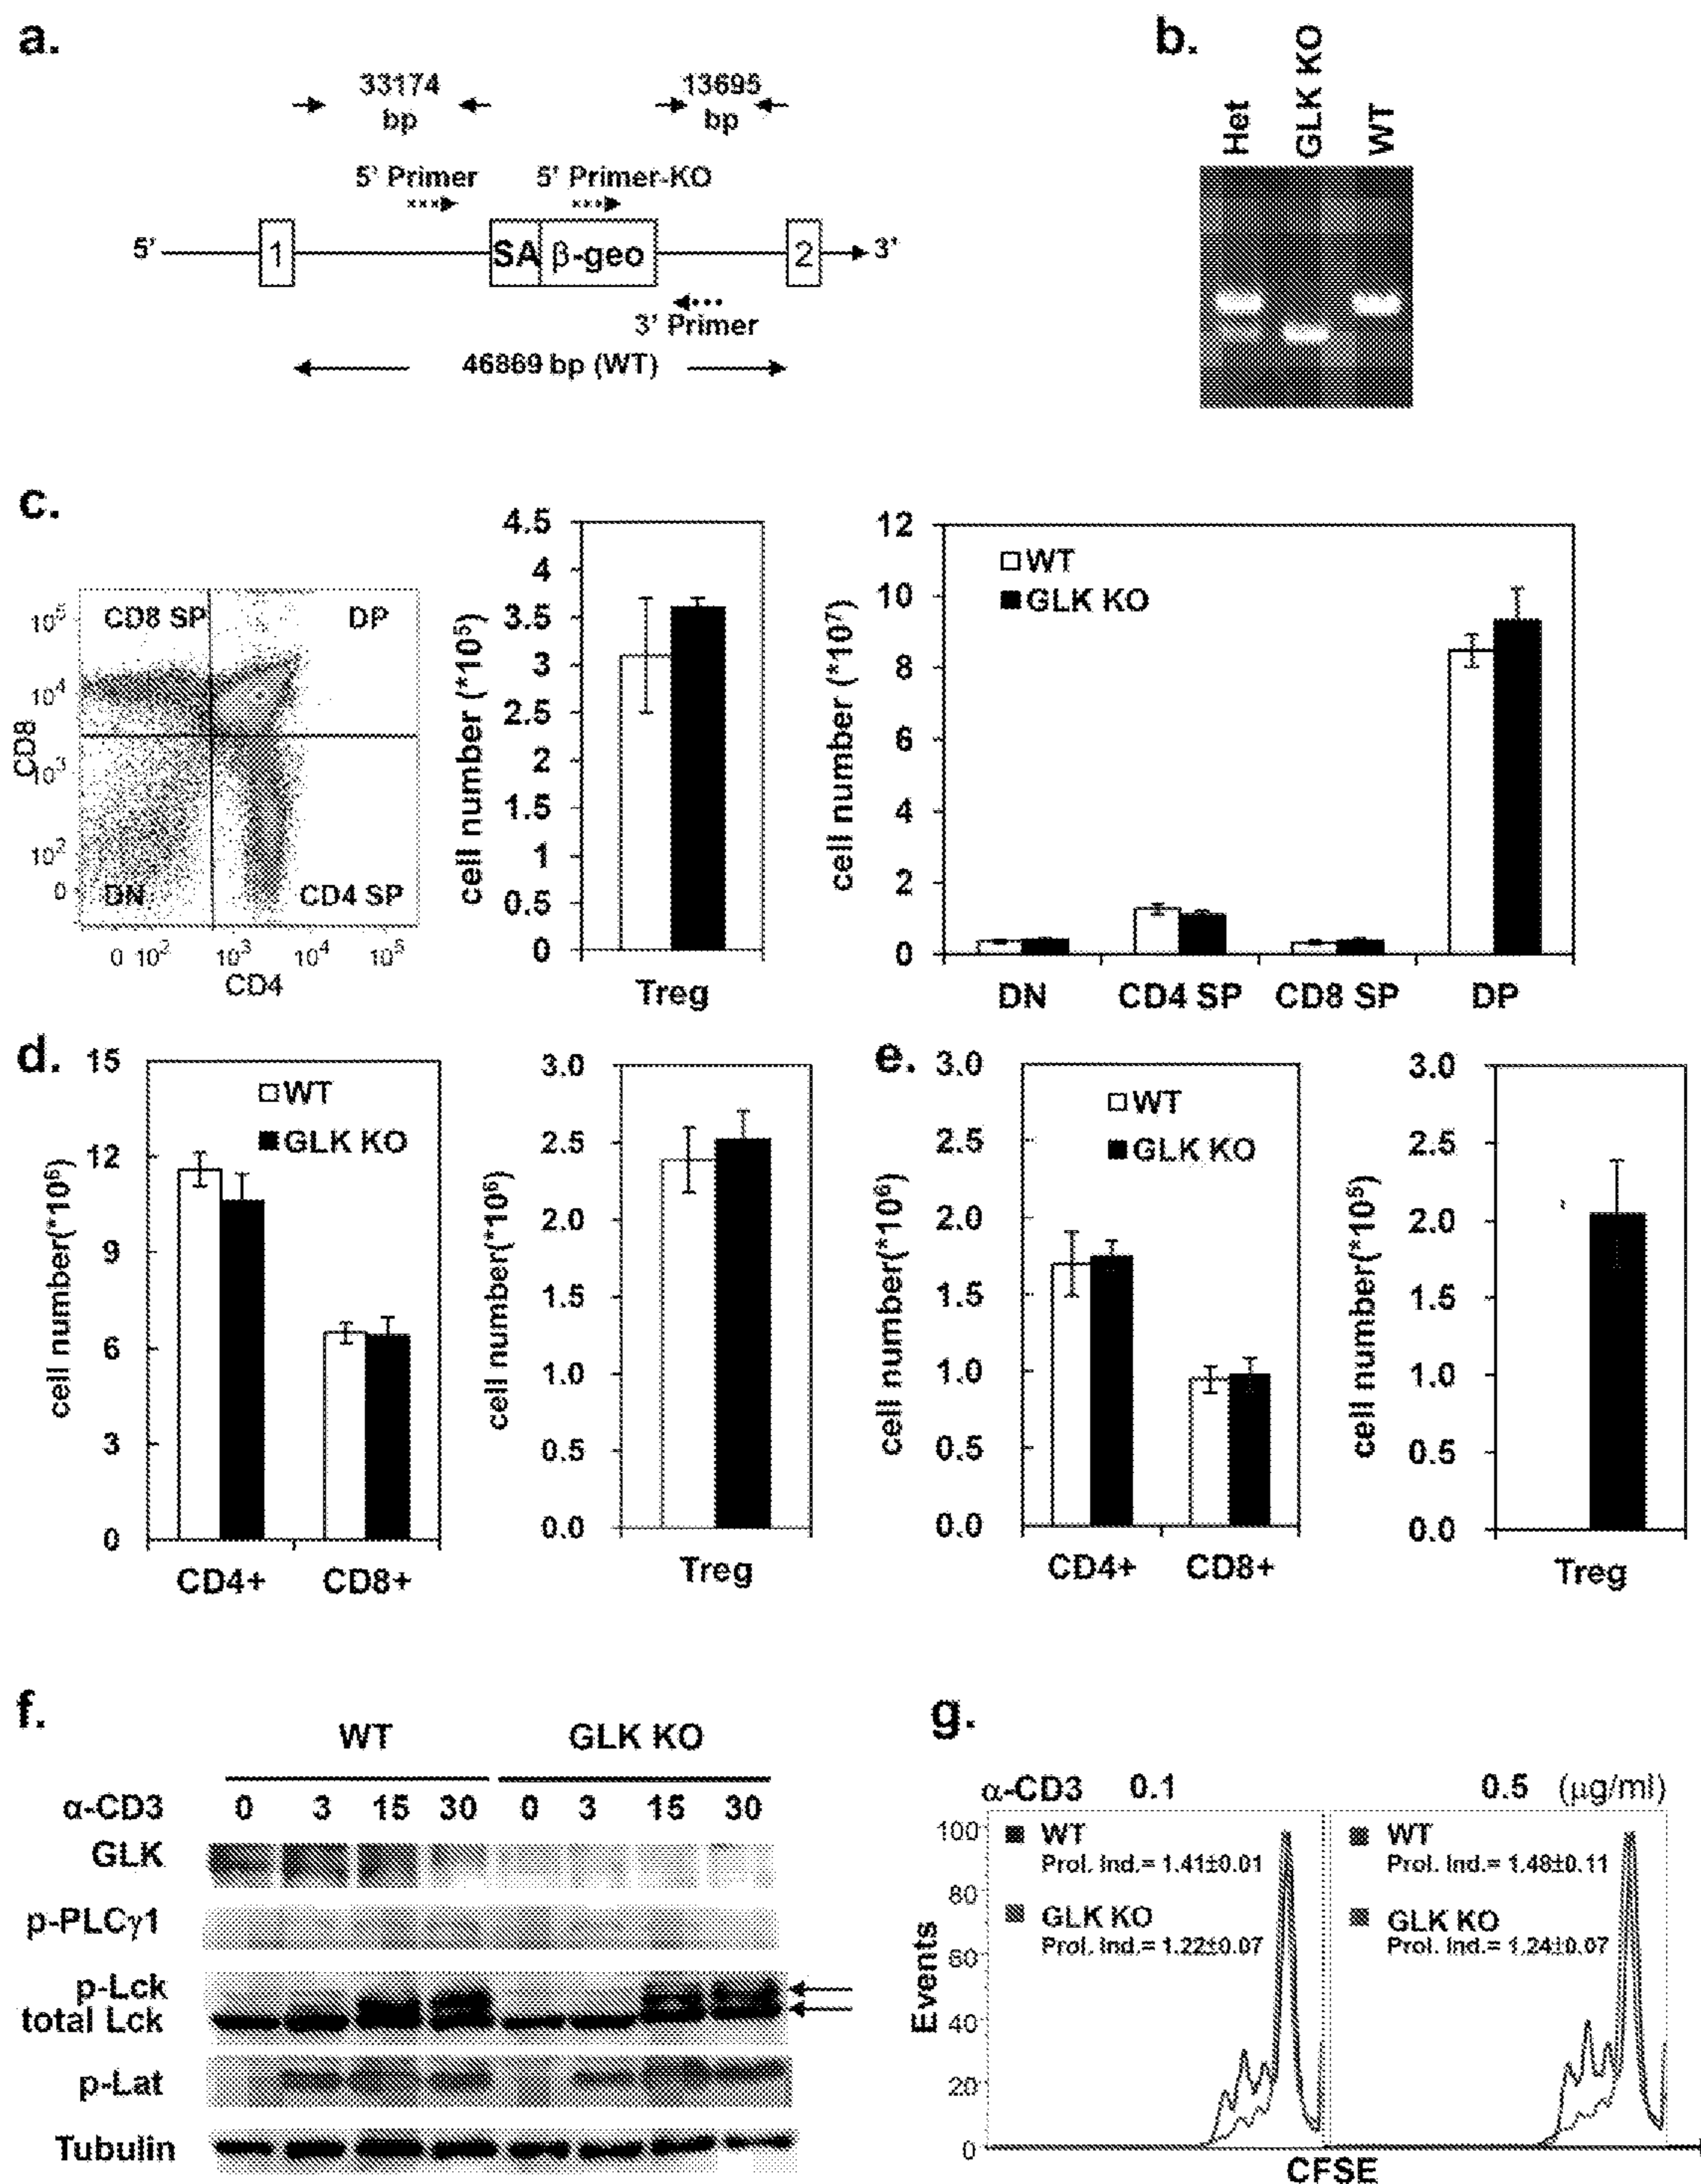 a.
33174 bp
13695 bp
5' Primer
5' Primer-KO
5'
1
SA
β-geo
2
3'
3' Primer
46869 bp (WT)
b.
Het
GLK KO
WT
c.
CD8 SP
DP
DN
CD4 SP
10⁵
10⁴
10³
10²
0
CD8
0 10² 10³ 10⁴ 10⁵
CD4
4.5
4
3.5
3
2.5
2
1.5
1
0.5
0
cell number (*10⁵)
Treg
12
10
8
6
4
2
0
cell number (*10⁷)
WT
GLK KO
DN CD4 SP CD8 SP DP
d.
15
12
9
6
3
0
cell number(*10⁶)
WT
GLK KO
CD4+ CD8+
3.0
2.5
2.0
1.5
1.0
0.5
0.0
cell number(*10⁶)
Treg
e.
3.0
2.5
2.0
1.5
1.0
0.5
0.0
cell number(*10⁶)
WT
GLK KO
CD4+ CD8+
3.0
2.5
2.0
1.5
1.0
0.5
0.0
cell number(*10⁵)
Treg
f.
WT GLK KO
α-CD3 0 3 15 30 0 3 15 30
GLK
p-PLCγ1
p-Lck
total Lck
p-Lat
Tubulin
g.
α-CD3 0.1 0.5 (μg/ml)
100
80
60
40
20
0
Events
WT
Prol. Ind.= 1.41±0.01
GLK KO
Prol. Ind.= 1.22±0.07
WT
Prol. Ind.= 1.48±0.11
GLK KO
Prol. Ind.= 1.24±0.07
CFSE